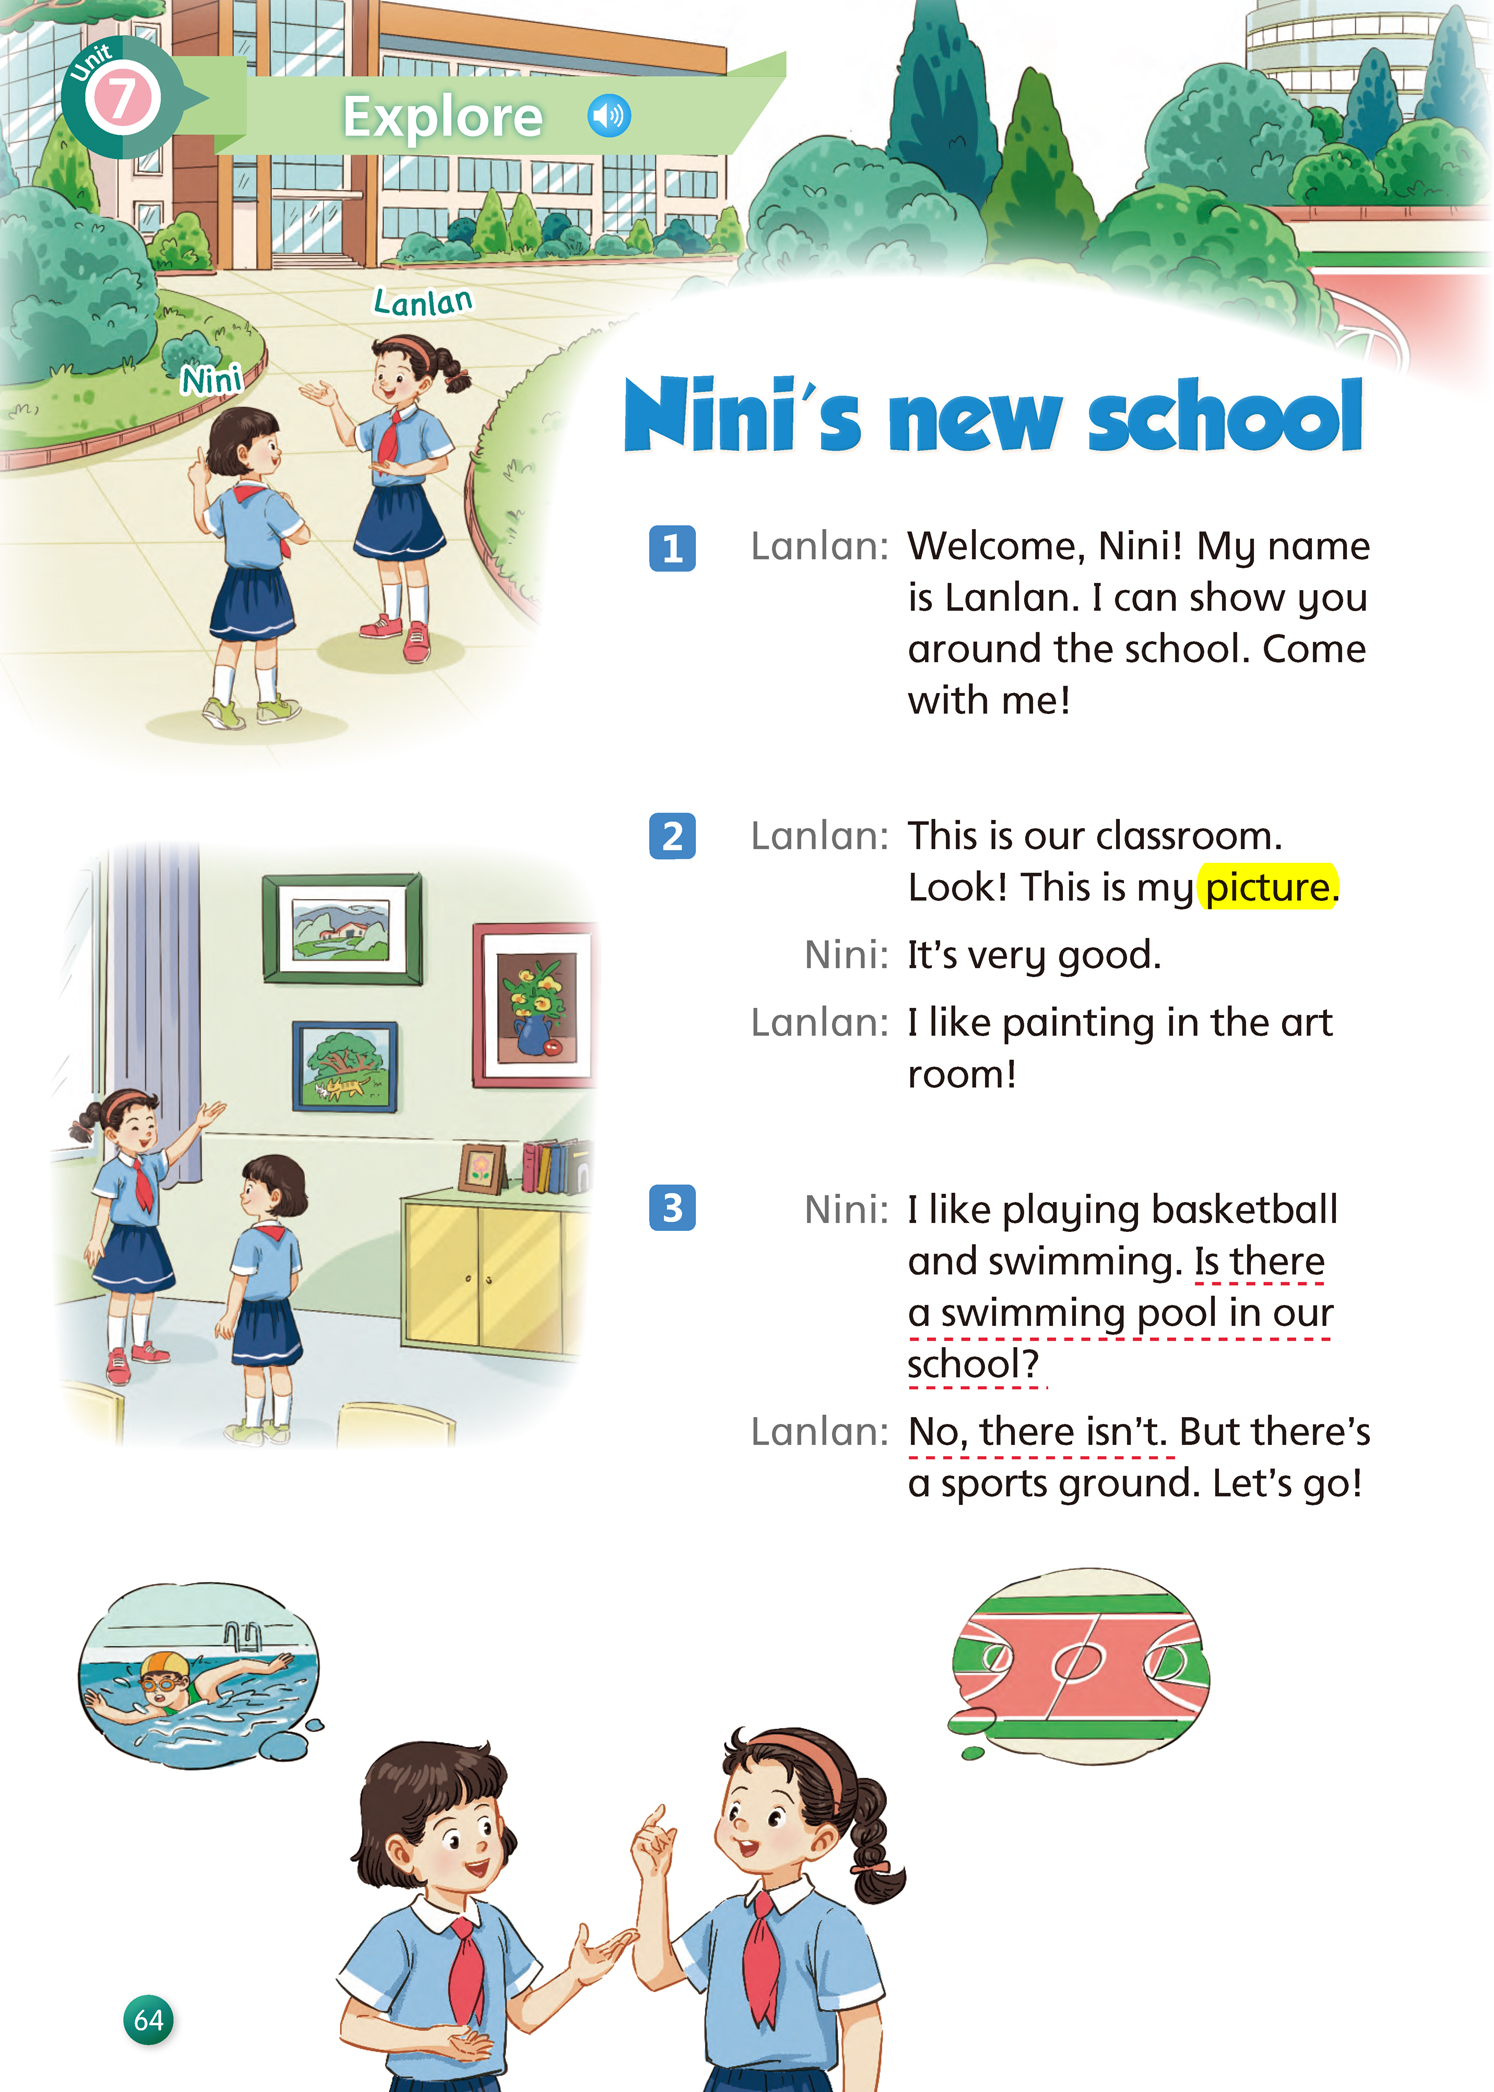 Unit
7
Explore
Lanlan
Nini
Nini's new school
1
Lanlan: Welcome, Nini! My name
is Lanlan. I can show you
around the school. Come
with me!
2
Lanlan: This is our classroom.
Look! This is my picture.
Nini: It's very good.
Lanlan: I like painting in the art
room!
3
Nini: I like playing basketball
and swimming. Is there
a swimming pool in our
school?
Lanlan: No, there isn't. But there's
a sports ground. Let's go!
64